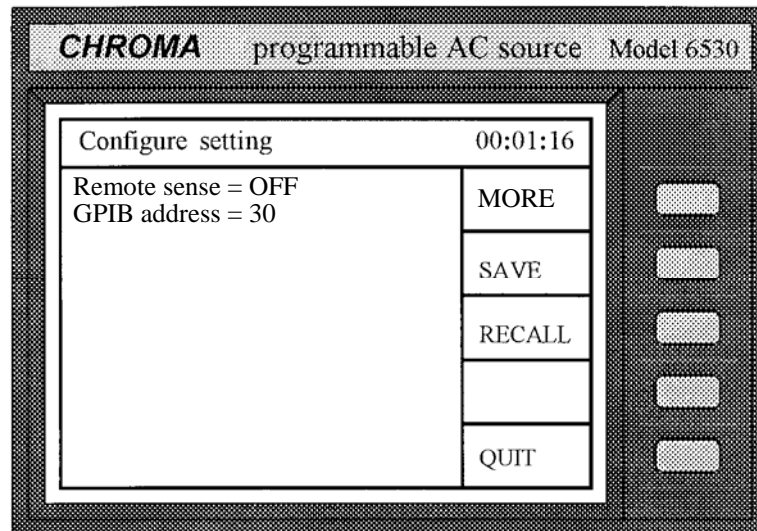 CHROMA programmable AC source Model 6530
Configure setting 00:01:16
Remote sense = OFF
GPIB address = 30
MORE
SAVE
RECALL
QUIT